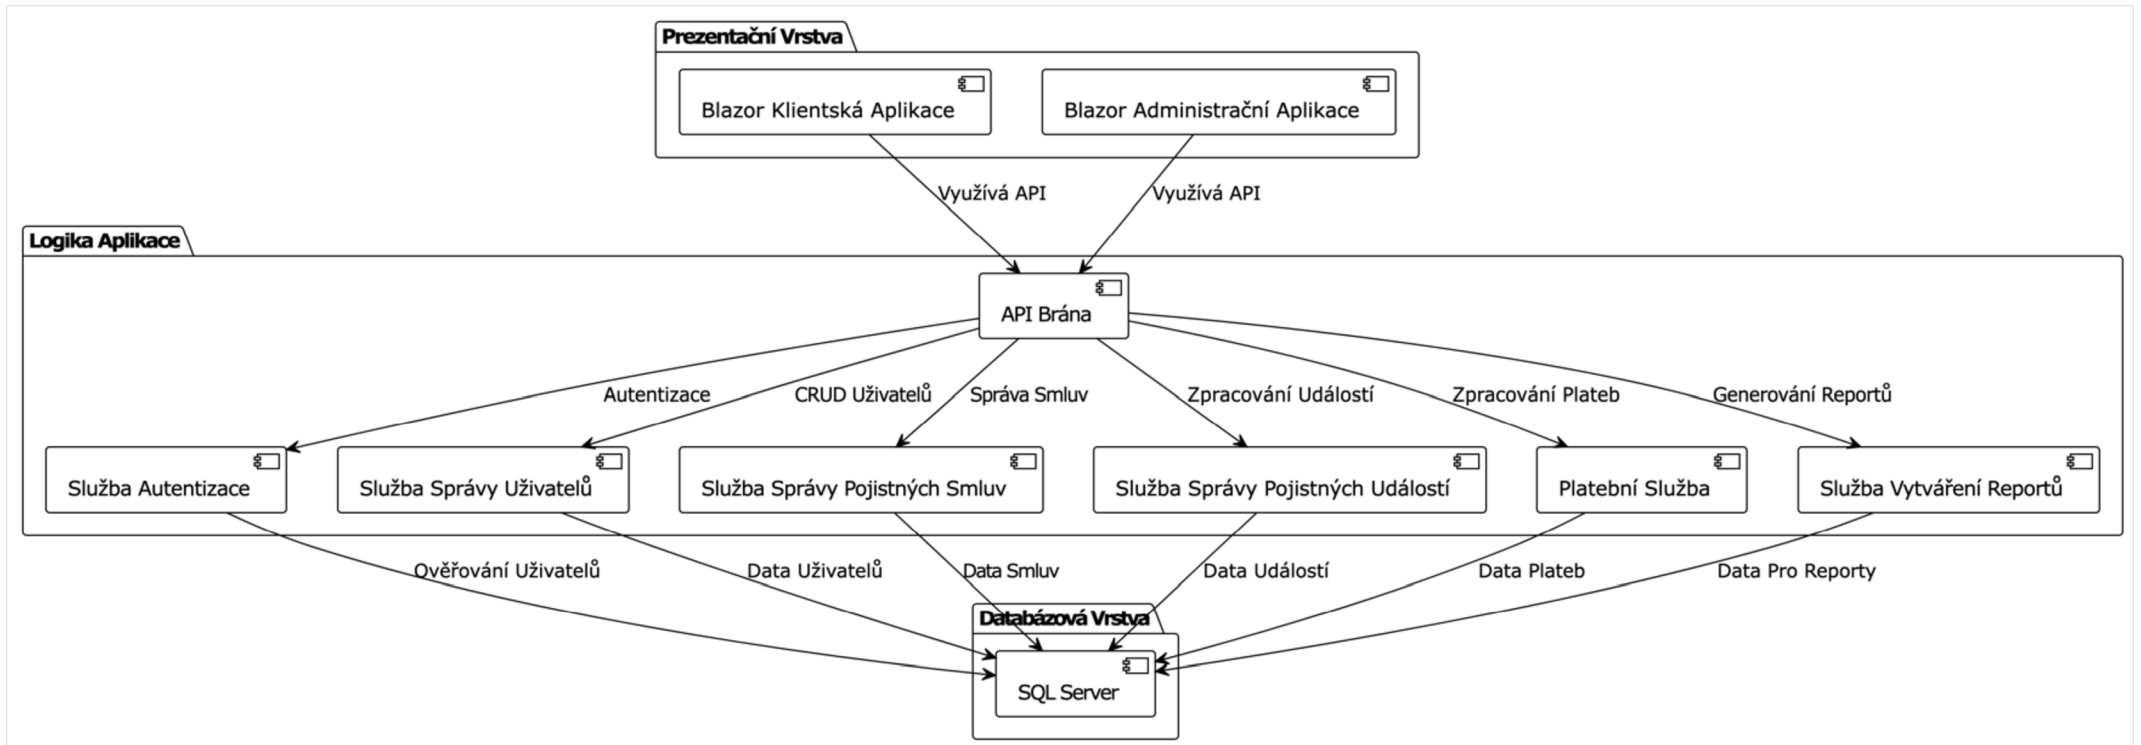 Prezentační Vrstva
Blazor Klientská Aplikace
Blazor Administrační Aplikace
Využívá API
Využívá API
Logika Aplikace
API Brána
Autentizace
CRUD Uživatelů
Správa Smluv
Zpracování Událostí
Zpracování Plateb
Generování Reportů
Služba Autentizace
Služba Správy Uživatelů
Služba Správy Pojistných Smluv
Služba Správy Pojistných Událostí
Platební Služba
Služba Vytváření Reportů
Ověřování Uživatelů
Data Uživatelů
Data Smluv
Data Událostí
Data Plateb
Data Pro Reporty
Databázová Vrstva
SQL Server